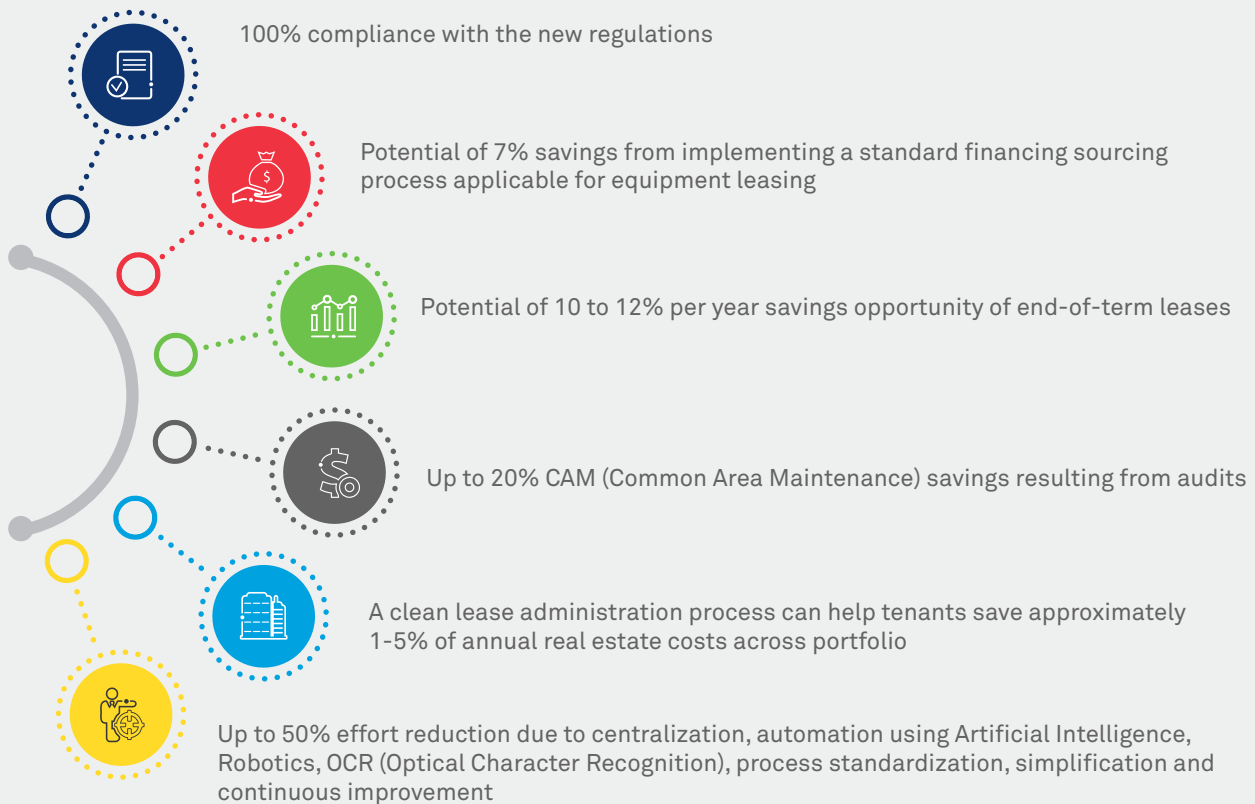 100% compliance with the new regulations
Potential of 7% savings from implementing a standard financing sourcing
process applicable for equipment leasing
Potential of 10 to 12% per year savings opportunity of end-of-term leases
Up to 20% CAM (Common Area Maintenance) savings resulting from audits
A clean lease administration process can help tenants save approximately
1-5% of annual real estate costs across portfolio
Up to 50% effort reduction due to centralization, automation using Artificial Intelligence,
Robotics, OCR (Optical Character Recognition), process standardization, simplification and
continuous improvement